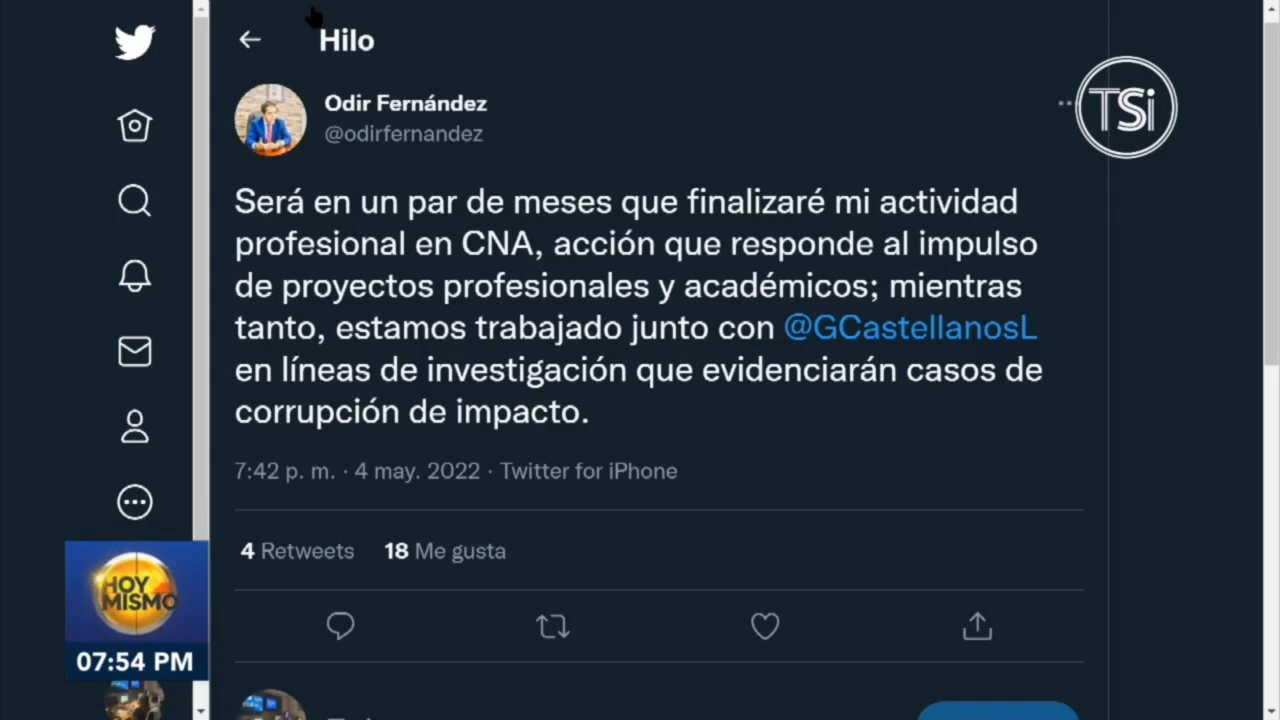 Hilo
TSi
Odir Fernández
@odirfernandez
Será en un par de meses que finalizaré mi actividad
profesional en CNA, acción que responde al impulso
de proyectos profesionales y académicos; mientras
tanto, estamos trabajado junto con @GCastellanosL
en líneas de investigación que evidenciarán casos de
corrupción de impacto.
7:42 p. m. · 4 may. 2022 · Twitter for iPhone
4 Retweets 18 Me gusta
HOY
MISMO
07:54 PM